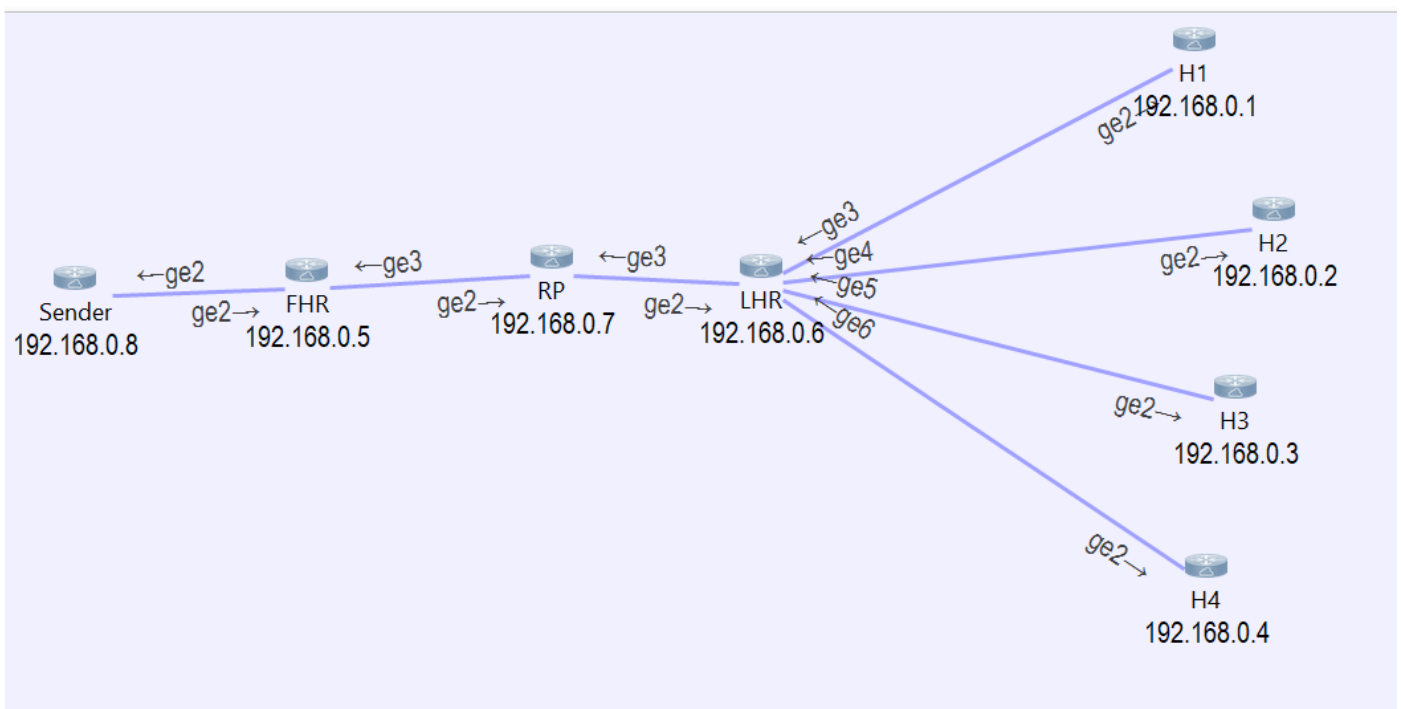 H1
192.168.0.1
ge2→
←ge3
H2
192.168.0.2
←ge4
ge2→
←ge2
←ge3
←ge3
Sender
192.168.0.8
ge2→
FHR
192.168.0.5
ge2→
RP
192.168.0.7
ge2→
LHR
192.168.0.6
←ge5
←ge6
ge2→
H3
192.168.0.3
ge2→
H4
192.168.0.4